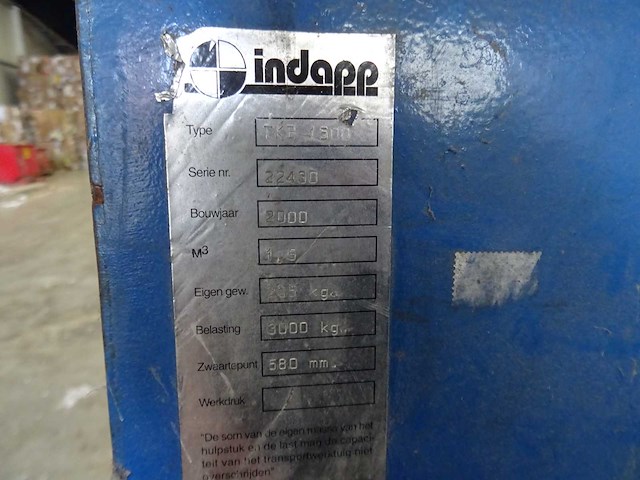 indapp
Type
Serie nr. 22430
Bouwjaar 2000
M3 1,5
Eigen gew. kg.
Belasting 3000 kg.
Zwaartepunt 580 mm.
Werkdruk
"De som van de eigen massa van het
hulpstuk en de last mag de capaci-
teit van het transportwerktuig niet
overschrijden"